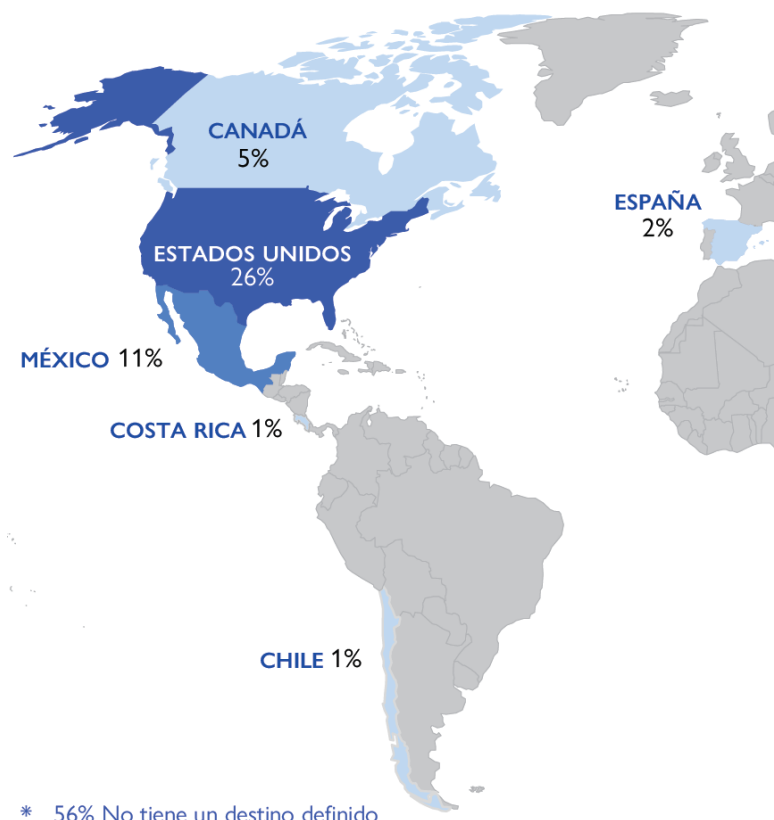 CANADÁ
5%
ESPAÑA
2%
ESTADOS UNIDOS
26%
MÉXICO 11%
COSTA RICA 1%
CHILE 1%
* 56% No tiene un destino definido